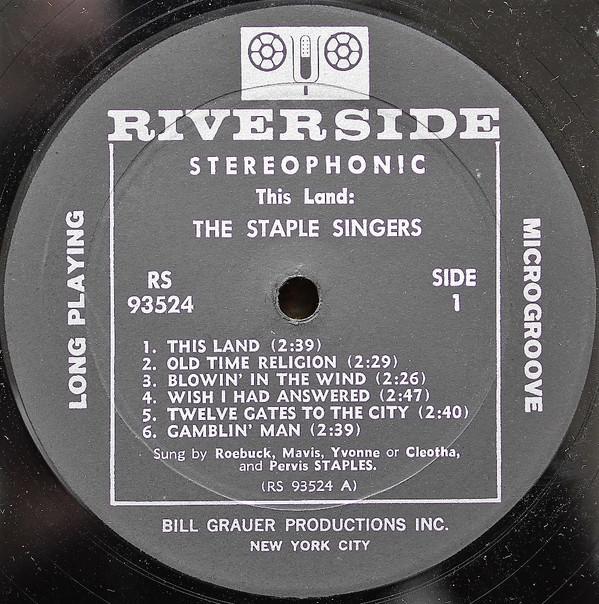 RIVERSIDE
STEREOPHONIC
This Land:
THE STAPLE SINGERS
LONG PLAYING
MICROGROOVE
RS
93524
SIDE
1
1. THIS LAND (2:39)
2. OLD TIME RELIGION (2:29)
3. BLOWIN' IN THE WIND (2:26)
4. WISH I HAD ANSWERED (2:47)
5. TWELVE GATES TO THE CITY (2:40)
6. GAMBLIN' MAN (2:39)
Sung by Roebuck, Mavis, Yvonne or Cleotha,
and Pervis STAPLES.
(RS 93524 A)
BILL GRAUER PRODUCTIONS INC.
NEW YORK CITY